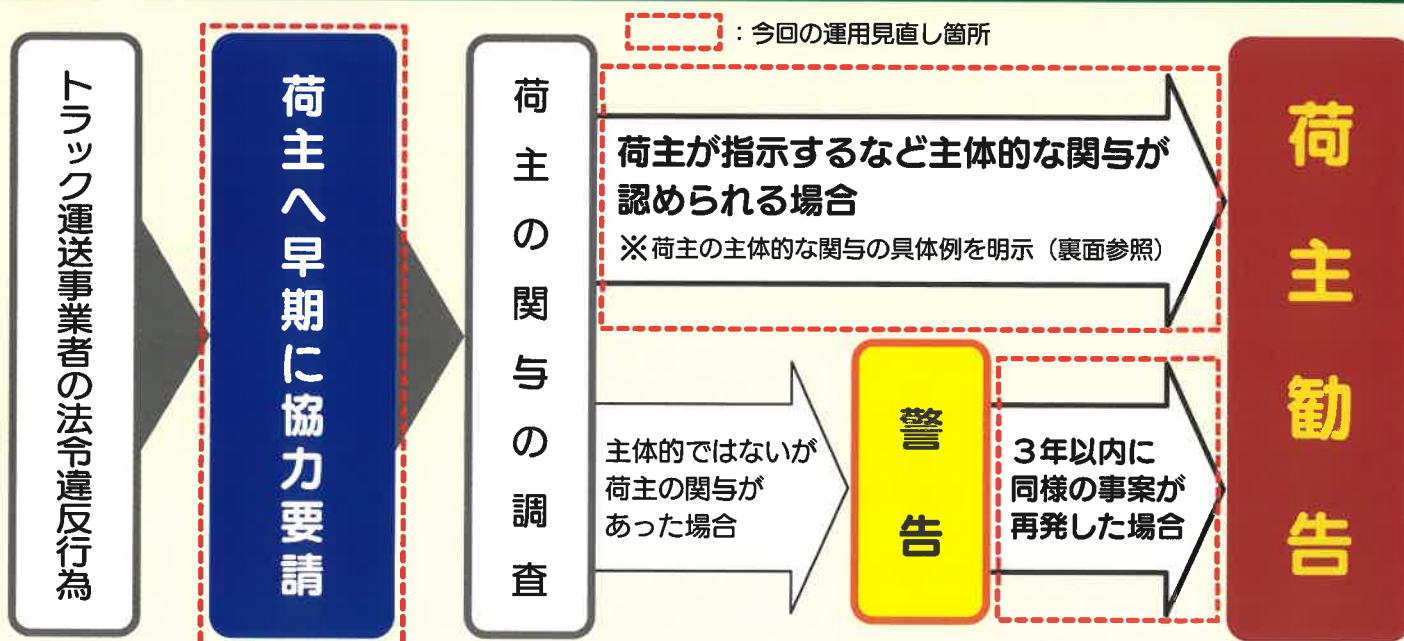 ：今回の運用見直し箇所
トラック運送事業者の法令違反行為
荷主へ早期に協力要請
荷主の関与の調査
荷主が指示するなど主体的な関与が
認められる場合
※荷主の主体的な関与の具体例を明示（裏面参照）
主体的ではないが
荷主の関与が
あった場合
警告
３年以内に
同様の事案が
再発した場合
荷主勧告